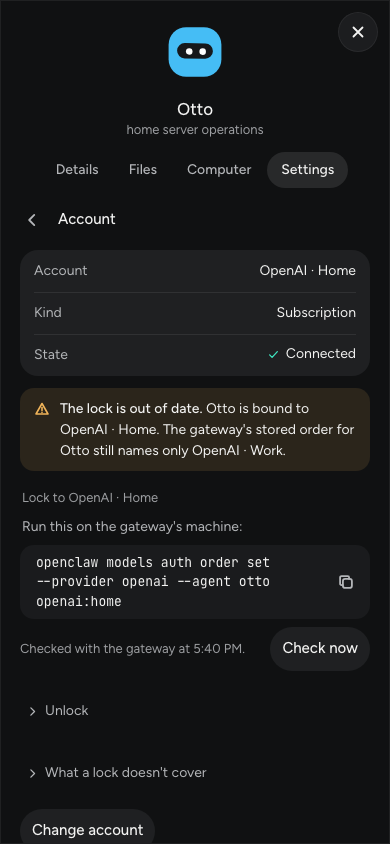 Otto
home server operations
Details Files Computer Settings
Account
Account OpenAI · Home
Kind Subscription
State Connected
The lock is out of date. Otto is bound to
OpenAI · Home. The gateway's stored order for
Otto still names only OpenAI · Work.
Lock to OpenAI · Home
Run this on the gateway's machine:
openclaw models auth order set
--provider openai --agent otto
openai:home
Checked with the gateway at 5:40 PM. Check now
Unlock
What a lock doesn't cover
Change account